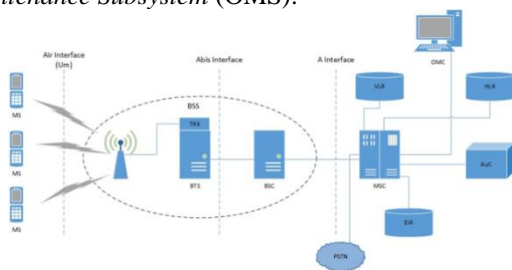 tenance Subsystem (OMS).
Air Interface
(Um)
Abis Interface
A Interface
OMC
VLR
HLR
BSS
TRX
MS
MS
MS
BTS
BSC
MSC
AuC
EIR
PSTN